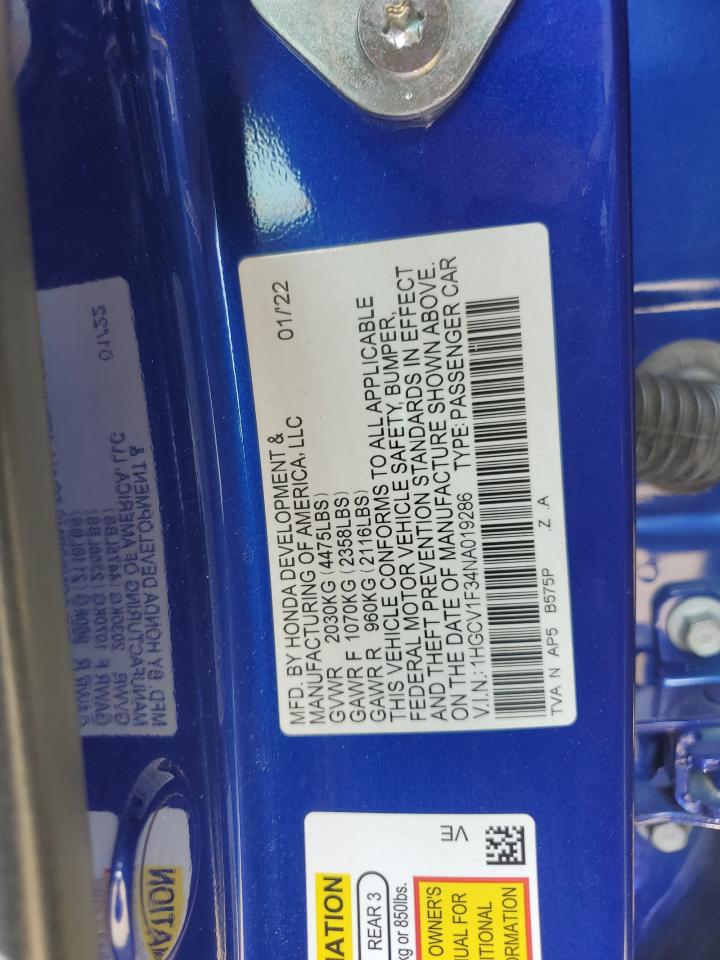 MFD. BY HONDA DEVELOPMENT &
MANUFACTURING OF AMERICA, LLC 01/'22
GVWR 2030KG (4475LBS)
GAWR F 1070KG (2358LBS)
GAWR R 960KG (2116LBS)
THIS VEHICLE CONFORMS TO ALL APPLICABLE
FEDERAL MOTOR VEHICLE SAFETY, BUMPER,
AND THEFT PREVENTION STANDARDS IN EFFECT
ON THE DATE OF MANUFACTURE SHOWN ABOVE.
V.I.N.: 1HGCV1F34NA019286 TYPE: PASSENGER CAR
TVA N AP5 B575P .Z .A
MATION
REAR 3
kg or 850lbs.
VE
OWNER'S
UAL FOR
ITIONAL
ORMATION